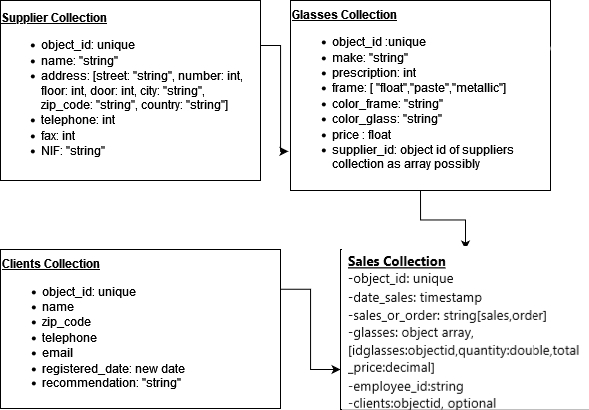 Supplier Collection
object_id: unique
name: "string"
address: [street: "string", number: int,
floor: int, door: int, city: "string",
zip_code: "string", country: "string"]
telephone: int
fax: int
NIF: "string"
Glasses Collection
object_id :unique
make: "string"
prescription: int
frame: [ "float","paste","metallic"]
color_frame: "string"
color_glass: "string"
price : float
supplier_id: object id of suppliers
collection as array possibly
Clients Collection
object_id: unique
name
zip_code
telephone
email
registered_date: new date
recommendation: "string"
Sales Collection
-object_id: unique
-date_sales: timestamp
-sales_or_order: string[sales,order]
-glasses: object array,
[idglasses:objectid,quantity:double,total
_price:decimal]
-employee_id:string
-clients:objectid, optional